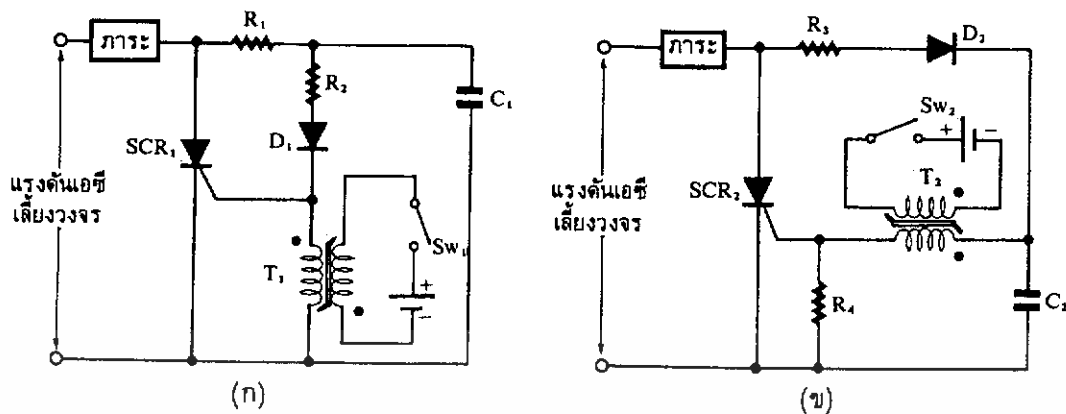 ภาระ
R1
R2
C1
SCR1
D1
แรงดันเอซี
เลี้ยงวงจร
T1
Sw1
+
-
(ก)
ภาระ
R3
D2
Sw2
+
-
T2
SCR2
แรงดันเอซี
เลี้ยงวงจร
R4
C2
(ข)